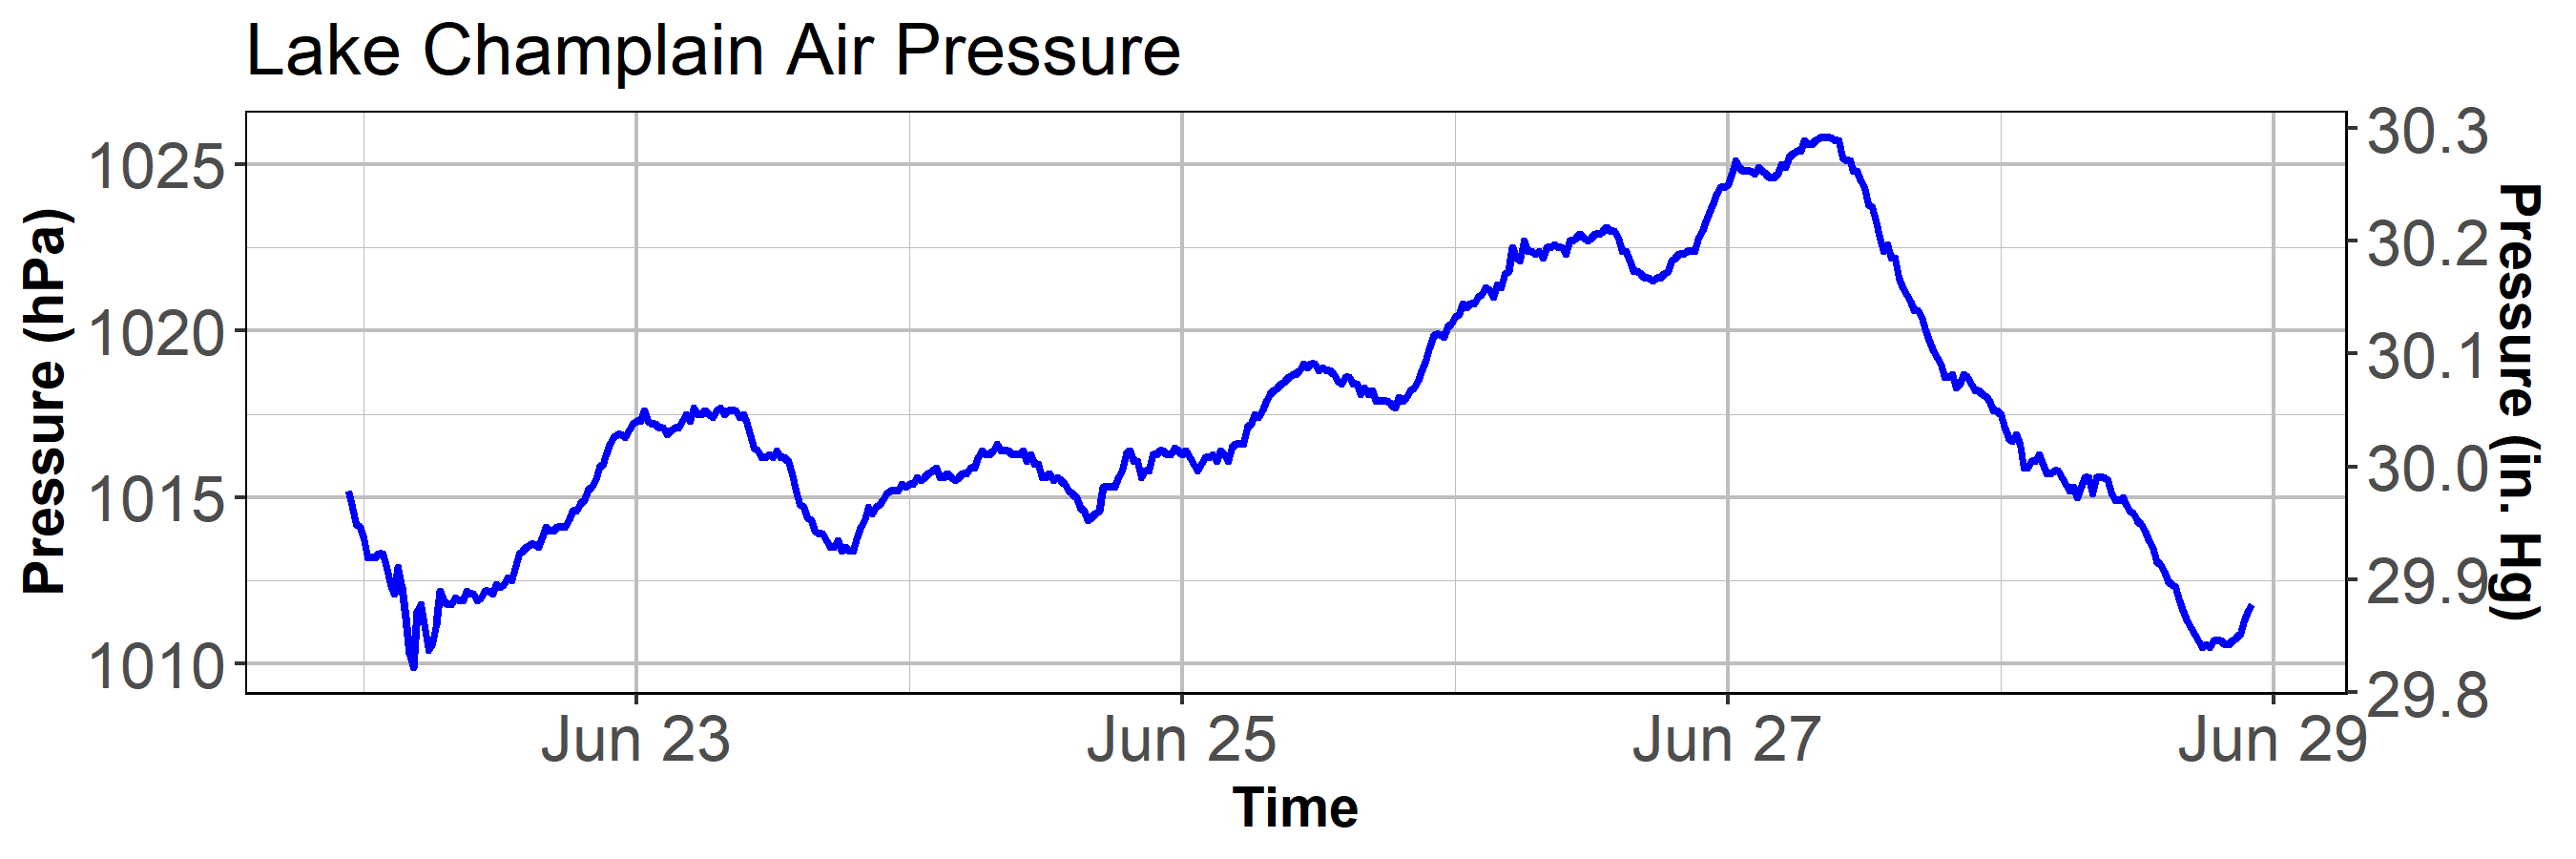 Lake Champlain Air Pressure
Pressure (hPa)
1025
1020
1015
1010
30.3
30.2
30.1
30.0
29.9
29.8
Pressure (in. Hg)
Jun 23 Jun 25 Jun 27 Jun 29
Time